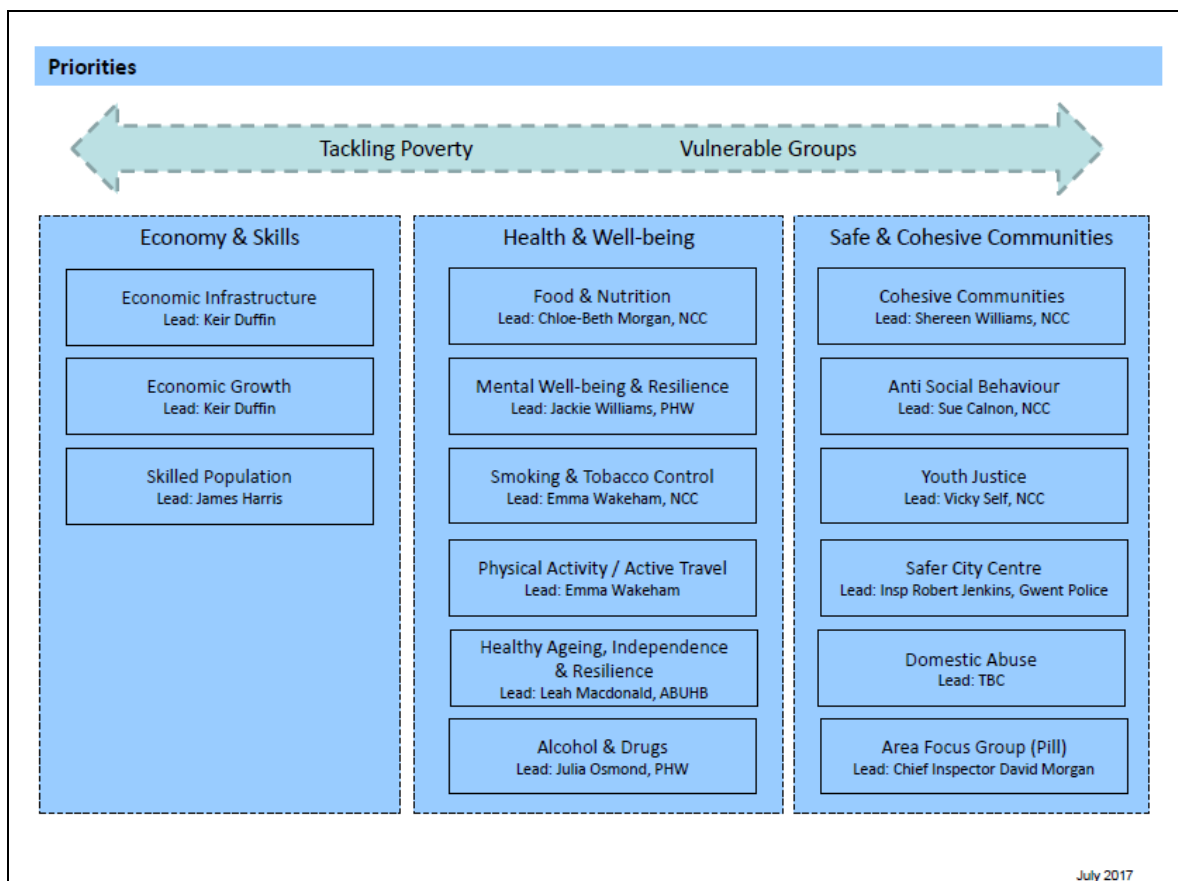 Priorities
Tackling Poverty
Vulnerable Groups
Economy & Skills
Economic Infrastructure
Lead: Keir Duffin
Economic Growth
Lead: Keir Duffin
Skilled Population
Lead: James Harris
Health & Well-being
Food & Nutrition
Lead: Chloe-Beth Morgan, NCC
Mental Well-being & Resilience
Lead: Jackie Williams, PHW
Smoking & Tobacco Control
Lead: Emma Wakeham, NCC
Physical Activity / Active Travel
Lead: Emma Wakeham
Healthy Ageing, Independence
& Resilience
Lead: Leah Macdonald, ABUHB
Alcohol & Drugs
Lead: Julia Osmond, PHW
Safe & Cohesive Communities
Cohesive Communities
Lead: Shereen Williams, NCC
Anti Social Behaviour
Lead: Sue Calnon, NCC
Youth Justice
Lead: Vicky Self, NCC
Safer City Centre
Lead: Insp Robert Jenkins, Gwent Police
Domestic Abuse
Lead: TBC
Area Focus Group (Pill)
Lead: Chief Inspector David Morgan
July 2017